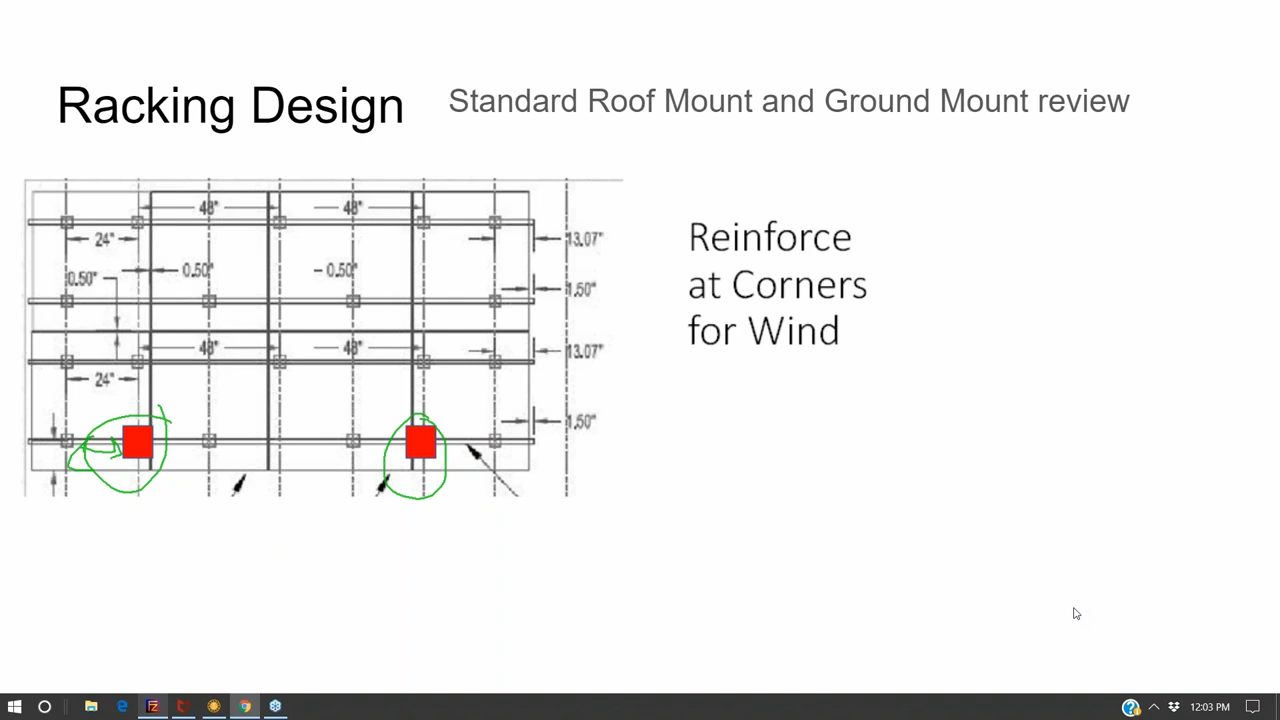 Racking Design
Standard Roof Mount and Ground Mount review
48"
48"
24"
13.07"
0.50"
0.50"
0.50"
1.50"
48"
48"
24"
13.07"
1.50"
Reinforce
at Corners
for Wind
12:03 PM